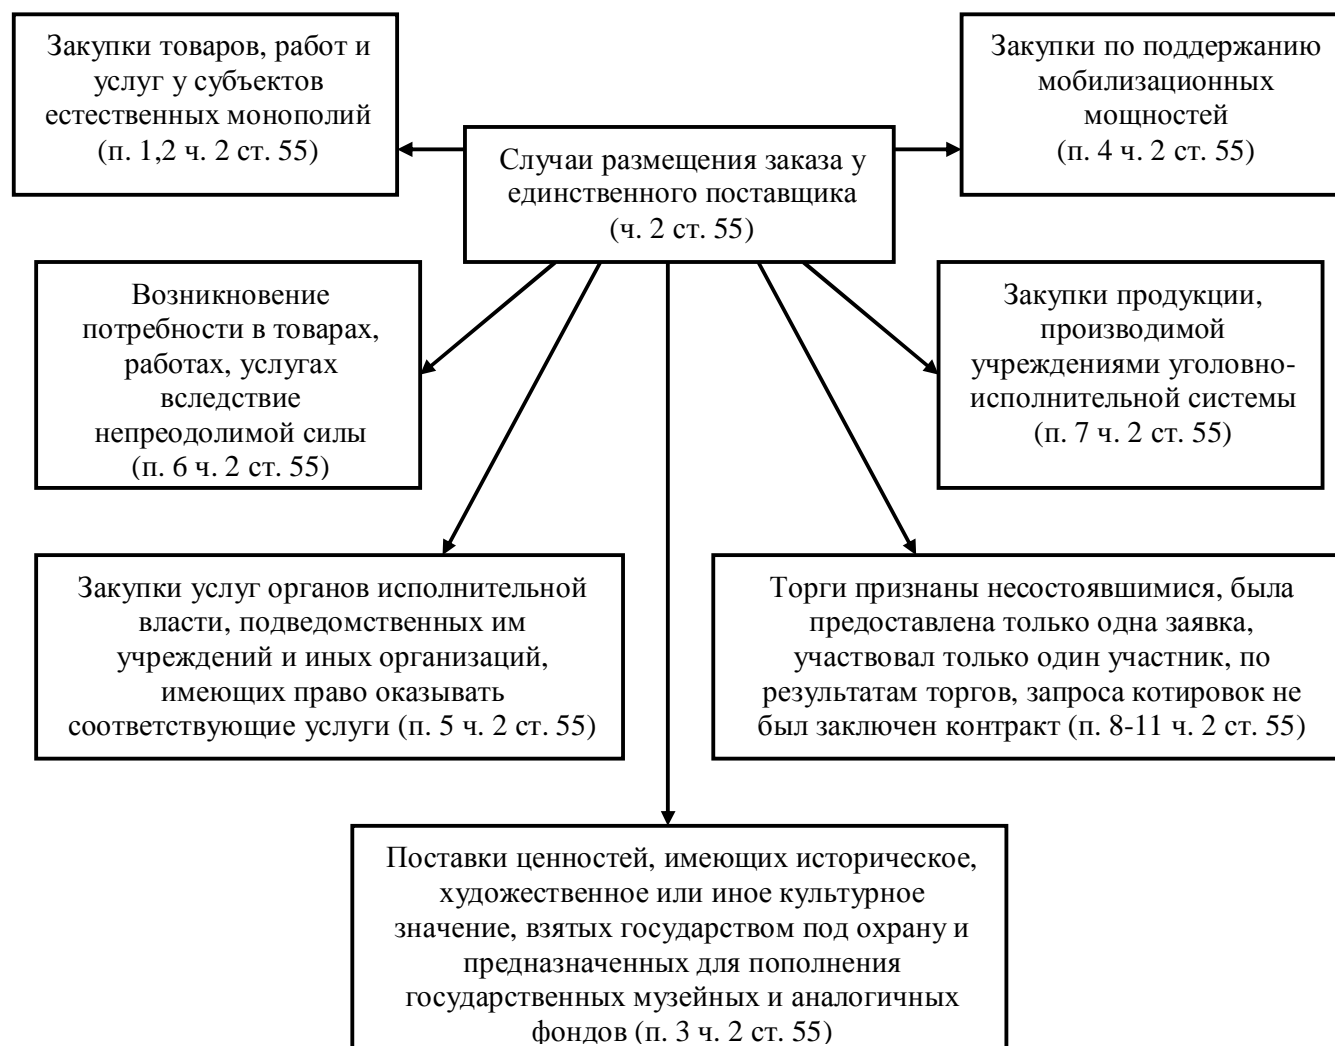 Закупки товаров, работ и
услуг у субъектов
естественных монополий
(п. 1,2 ч. 2 ст. 55)
Закупки по поддержанию
мобилизационных
мощностей
(п. 4 ч. 2 ст. 55)
Случаи размещения заказа у
единственного поставщика
(ч. 2 ст. 55)
Возникновение
потребности в товарах,
работах, услугах
вследствие
непреодолимой силы
(п. 6 ч. 2 ст. 55)
Закупки продукции,
производимой
учреждениями уголовно-
исполнительной системы
(п. 7 ч. 2 ст. 55)
Закупки услуг органов исполнительной
власти, подведомственных им
учреждений и иных организаций,
имеющих право оказывать
соответствующие услуги (п. 5 ч. 2 ст. 55)
Торги признаны несостоявшимися, была
предоставлена только одна заявка,
участвовал только один участник, по
результатам торгов, запроса котировок не
был заключен контракт (п. 8-11 ч. 2 ст. 55)
Поставки ценностей, имеющих историческое,
художественное или иное культурное
значение, взятых государством под охрану и
предназначенных для пополнения
государственных музейных и аналогичных
фондов (п. 3 ч. 2 ст. 55)